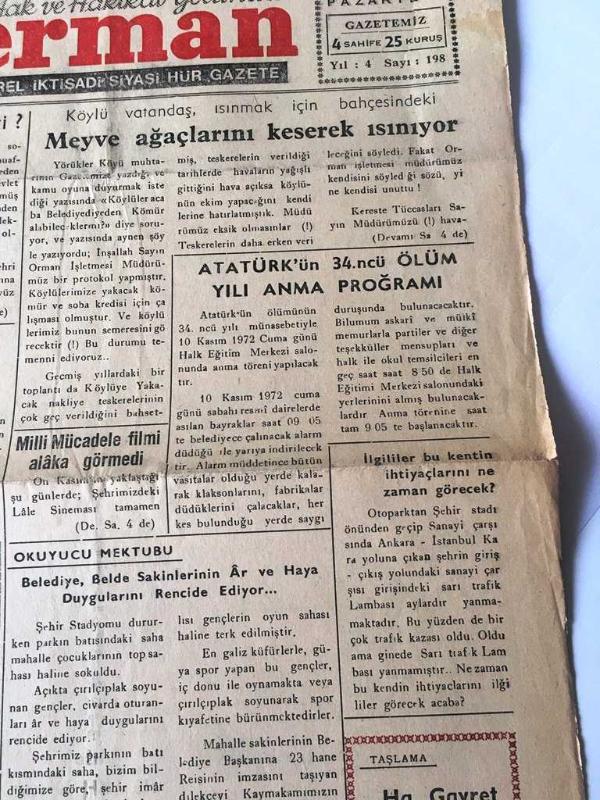 Hak ve Hakikat
erman
İKTISADİ SİYASİ HÜR GAZETE
GAZETEMİZ
4 SAHİFE 25 KURUŞ
Yıl : 4 Sayı : 198
Köylü vatandaş, ısınmak için bahçesindeki
Meyve ağaçlarını keserek ısınıyor
Yörükler Köyü muhta-
rının Gazetemize yazdığı ve
kamu oyuna duyurmak iste
diği yazısında «Köylüler aca
ba Belediyediyeden Kömür
alabilecklermi?» diye soru-
yor, ve yazısında aynen şöy
le yazıyordu; İnşallah Sayın
Orman İşletmesi Müdürü-
müz bir protokol yapmıştır.
Köylülerimize yakacak kö-
mür ve soba kredisi için ça
lışması olmuştur. Ve köylü
lerimiz bunun semeresini gö
recektir (!) Bu durumu te-
menni ediyoruz..
Geçmiş yıllardaki bir
toplantı da Köylüye Yaka-
cak nakliye teskerelerinin
çok geç verildiğini bahset-
miş, teskerelerin verildiği
tarihlerde havaların yağışlı
gittiğini hava açıksa köylü-
nün ekim yapacağını kendi
lerine hatırlatmıştık. Müdü
rümüz eksik olmasınlar (!)
Teskerelerin daha erken veri
leceğini söyledi. Fakat Or-
man işletmesi müdürümüz
kendisini söyled ği sözü, yi
ne kendisi unuttu !
Kereste Tüccasları Sa-
yın Müdürümüzü (!) hava-
(Devamı Sa 4 de)
ATATÜRK'ün 34.ncü ÖLÜM
YILI ANMA PROĞRAMI
Atatürk'ün ölümünün
34. ncü yılı münasebetiyle
10 Kasım 1972 Cuma günü
Halk Eğitim Merkezi salo-
nunda anma töreni yapılacak
tır.
10 Kasım 1972 cuma
günü sabahı resmi dairelerde
asılan bayraklar saat 09 05
te belediyece çalınacak alarm
düdüğü ile yarıya indirilecek
tir. Alarm müddetince bütün
vasıtalar olduğu yerde kala-
rak klaksonlarını, fabrikalar
düdüklerini çalacaklar, her
kes bulunduğu yerde saygı
duruşunda bulunacaktır.
Bilumum askarî ve mülkî
memurlarla partiler ve diğer
teşekküller mensupları ve
halk ile okul temsilcileri en
geç saat saat 8 50 de Halk
Eğitimi Merkezi salonundaki
yerlerinini almış bulunacak-
lardır Anma törenine saat
tam 9 05 te başlanacaktır.
Milli Mücadele filmi
alâka görmedi
On Kasım'ın yaklaştığı
şu günlerde; Şehrimizdeki
Lâle Sineması tamamen
(De. Sa. 4 de)
İlgililer bu kentin
ihtiyaçlarını ne
zaman görecek?
Otoparktan Şehir stadı
önünden geçip Sanayi çarşı
sında Ankara - İstanbul Ka
ra yoluna çıkan şehrin giriş
- çıkış yolundaki sanayi çar
şısı girişindeki sarı trafik
Lambası aylardır yanma-
maktadır. Bu yüzden de bir
çok trafik kazası oldu. Oldu
ama ginede Sarı trafik Lam
bası yanmamıştır.. Ne zaman
bu kendin ihtiyaclarını ilği
liler görecek acaba?
OKUYUCU MEKTUBU
Belediye, Belde Sakinlerinin Âr ve Haya
Duygularını Rencide Ediyor...
Şehir Stadyomu durur-
ken parkın batısındaki saha
mahalle çocuklarının top sa-
hası haline sokuldu.
Açıkta çırılçıplak soyu-
nan gençler, civarda oturan-
ları âr ve haya duygularını
rencide ediyor.
Şehrimiz parkının batı
kısmındaki saha, bizim bil-
diğimize göre, şehir imâr
lısı gençlerin oyun sahası
haline terk edilmiştir.
En galiz küfürlerle, gü-
ya spor yapan bu gençler,
iç donu ile oynamakta veya
çırılçıplak soyunarak spor
kıyafetine bürünmektedirler.
Mahalle sakinlerinin Be-
lediye Başkanına 23 hane
Reisinin imzasını taşıyan
dilekçeyi Kaymakamımızın
TAŞLAMA
Ha Gayret